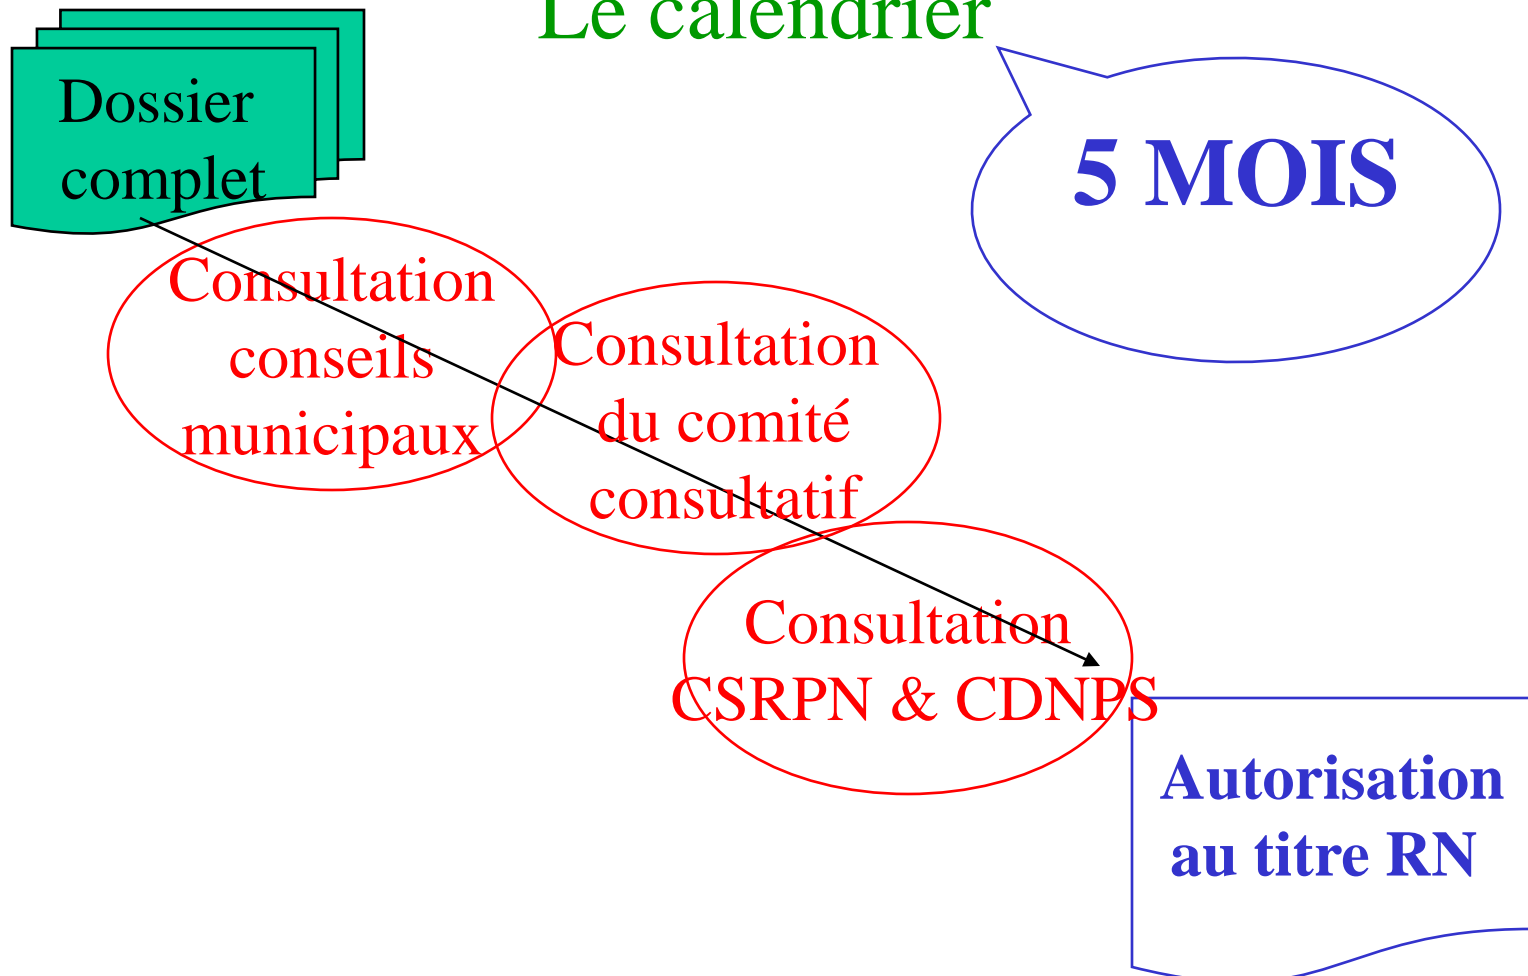 Le calendrier
Dossier
complet
5 MOIS
Consultation
conseils
municipaux
Consultation
du comité
consultatif
Consultation
CSRPN & CDNPS
Autorisation
au titre RN